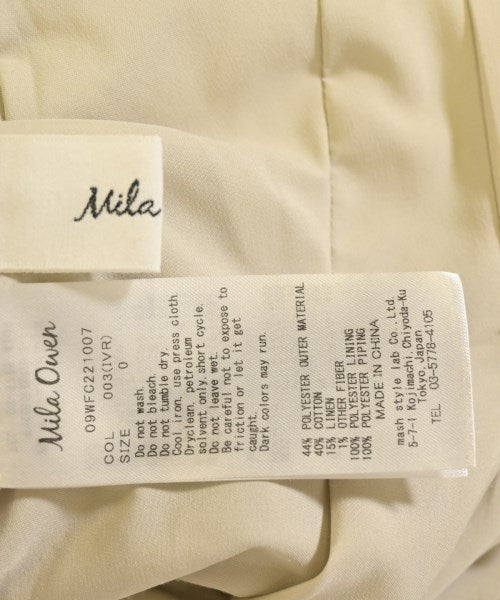 Mila
Mila Owen
09WFC221007
COL 003(IVR)
SIZE 0
Do not wash.
Do not bleach.
Do not tumble dry.
Cool iron, use press cloth
Dryclean, petroleum
solvent only, short cycle.
Do not leave wet.
Be careful not to expose to
friction or let it get
caught.
Dark colors may run.
44% POLYESTER OUTER MATERIAL
40% COTTON
15% LINEN
1% OTHER FIBER
100% POLYESTER LINING
100% POLYESTER PIPING
MADE IN CHINA
mash style lab Co.,Ltd.
5-7-1 Kojimachi, Chiyoda-Ku
Tokyo, Japan
TEL 03-5778-4105